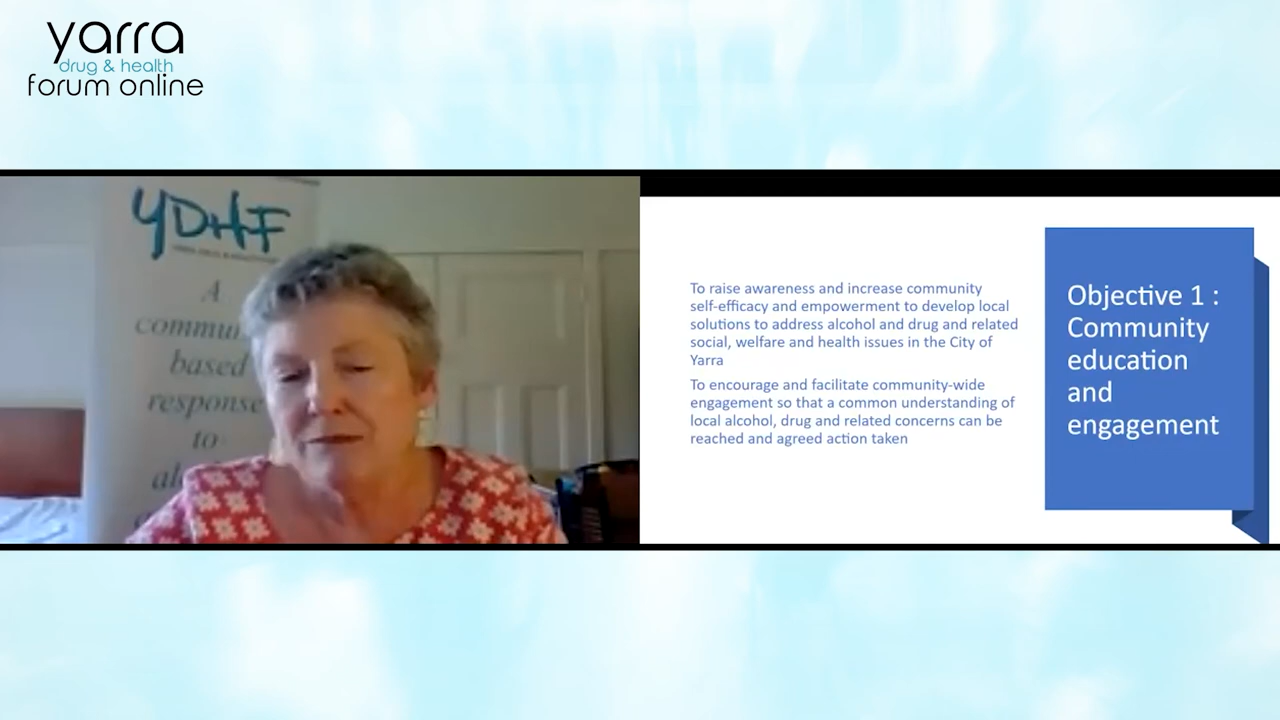 yarra
drug & health
forum online
YDHF
A
based
response
to
To raise awareness and increase community
self-efficacy and empowerment to develop local
solutions to address alcohol and drug and related
social, welfare and health issues in the City of
Yarra
To encourage and facilitate community-wide
engagement so that a common understanding of
local alcohol, drug and related concerns can be
reached and agreed action taken
Objective 1 :
Community
education
and
engagement